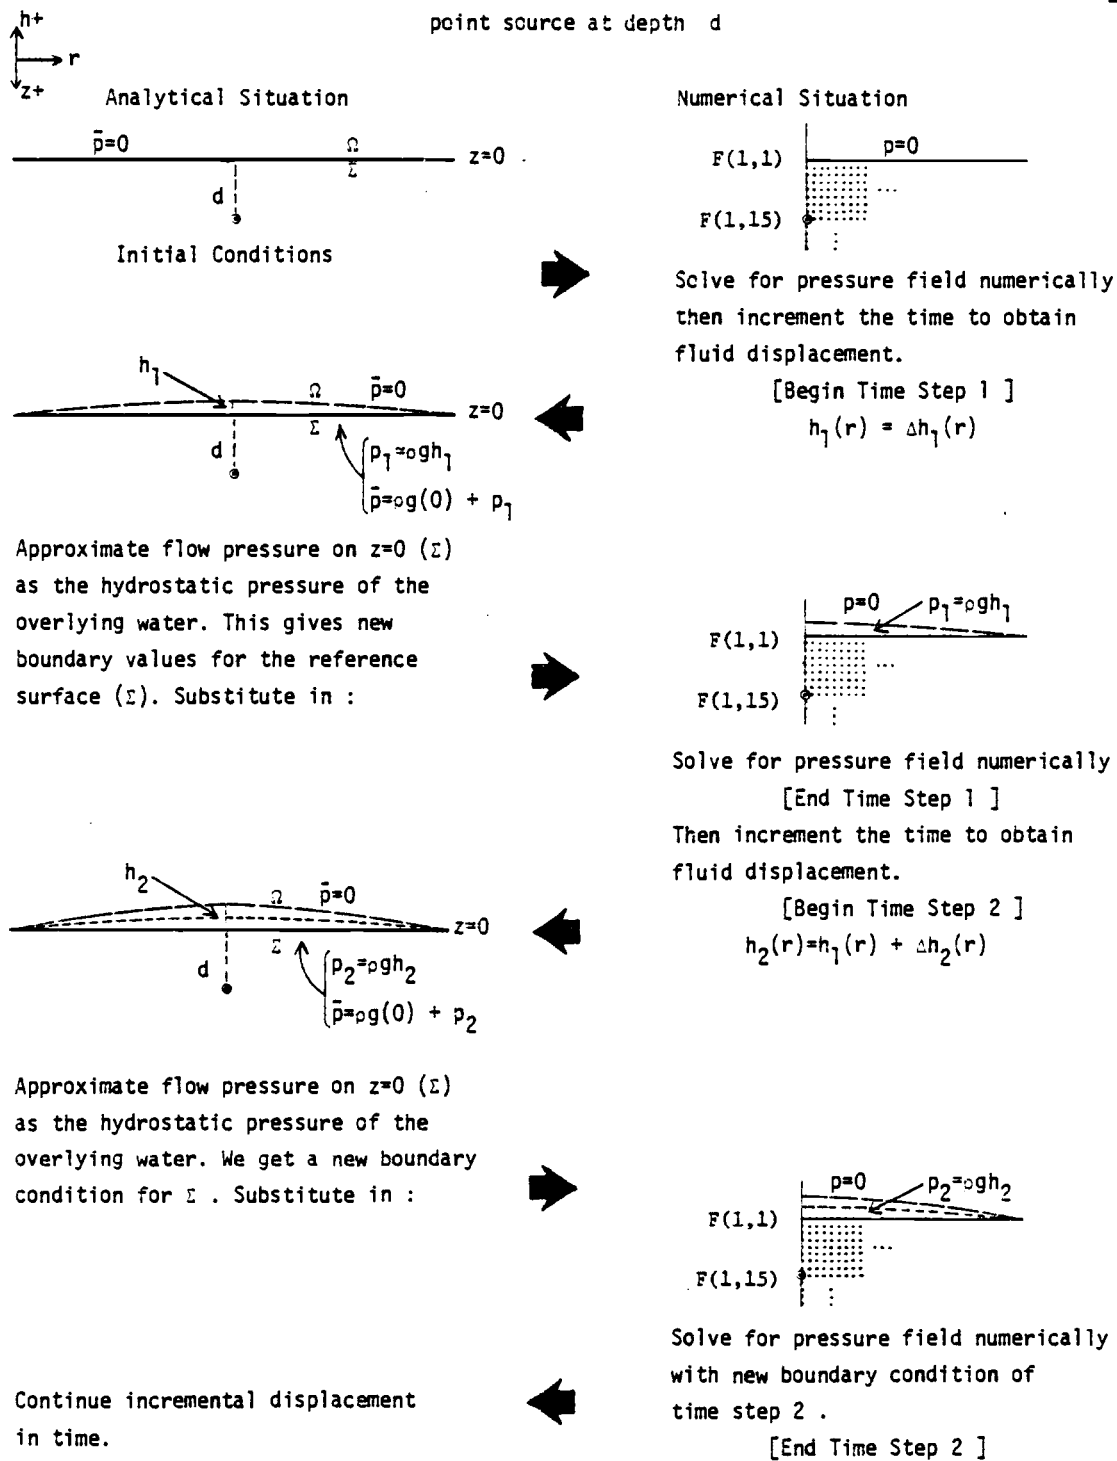 point source at depth d
h+
r
z+
Analytical Situation
p̄=0
Ω
Σ
z=0
d
Initial Conditions
Numerical Situation
p=0
F(1,1)
...
F(1,15)
Solve for pressure field numerically
then increment the time to obtain
fluid displacement.
[Begin Time Step 1 ]
h₁(r) = Δh₁(r)
h₁
Ω
p̄=0
z=0
Σ
d
p₁=ρgh₁
p̄=ρg(0) + p₁
Approximate flow pressure on z=0 (Σ)
as the hydrostatic pressure of the
overlying water. This gives new
boundary values for the reference
surface (Σ). Substitute in :
p=0
p₁=ρgh₁
F(1,1)
...
F(1,15)
Solve for pressure field numerically
[End Time Step 1 ]
Then increment the time to obtain
fluid displacement.
[Begin Time Step 2 ]
h₂(r)=h₁(r) + Δh₂(r)
h₂
Ω
p̄=0
z=0
Σ
d
p₂=ρgh₂
p̄=ρg(0) + p₂
Approximate flow pressure on z=0 (Σ)
as the hydrostatic pressure of the
overlying water. We get a new boundary
condition for Σ . Substitute in :
p=0
p₂=ρgh₂
F(1,1)
...
F(1,15)
Solve for pressure field numerically
with new boundary condition of
time step 2 .
[End Time Step 2 ]
Continue incremental displacement
in time.